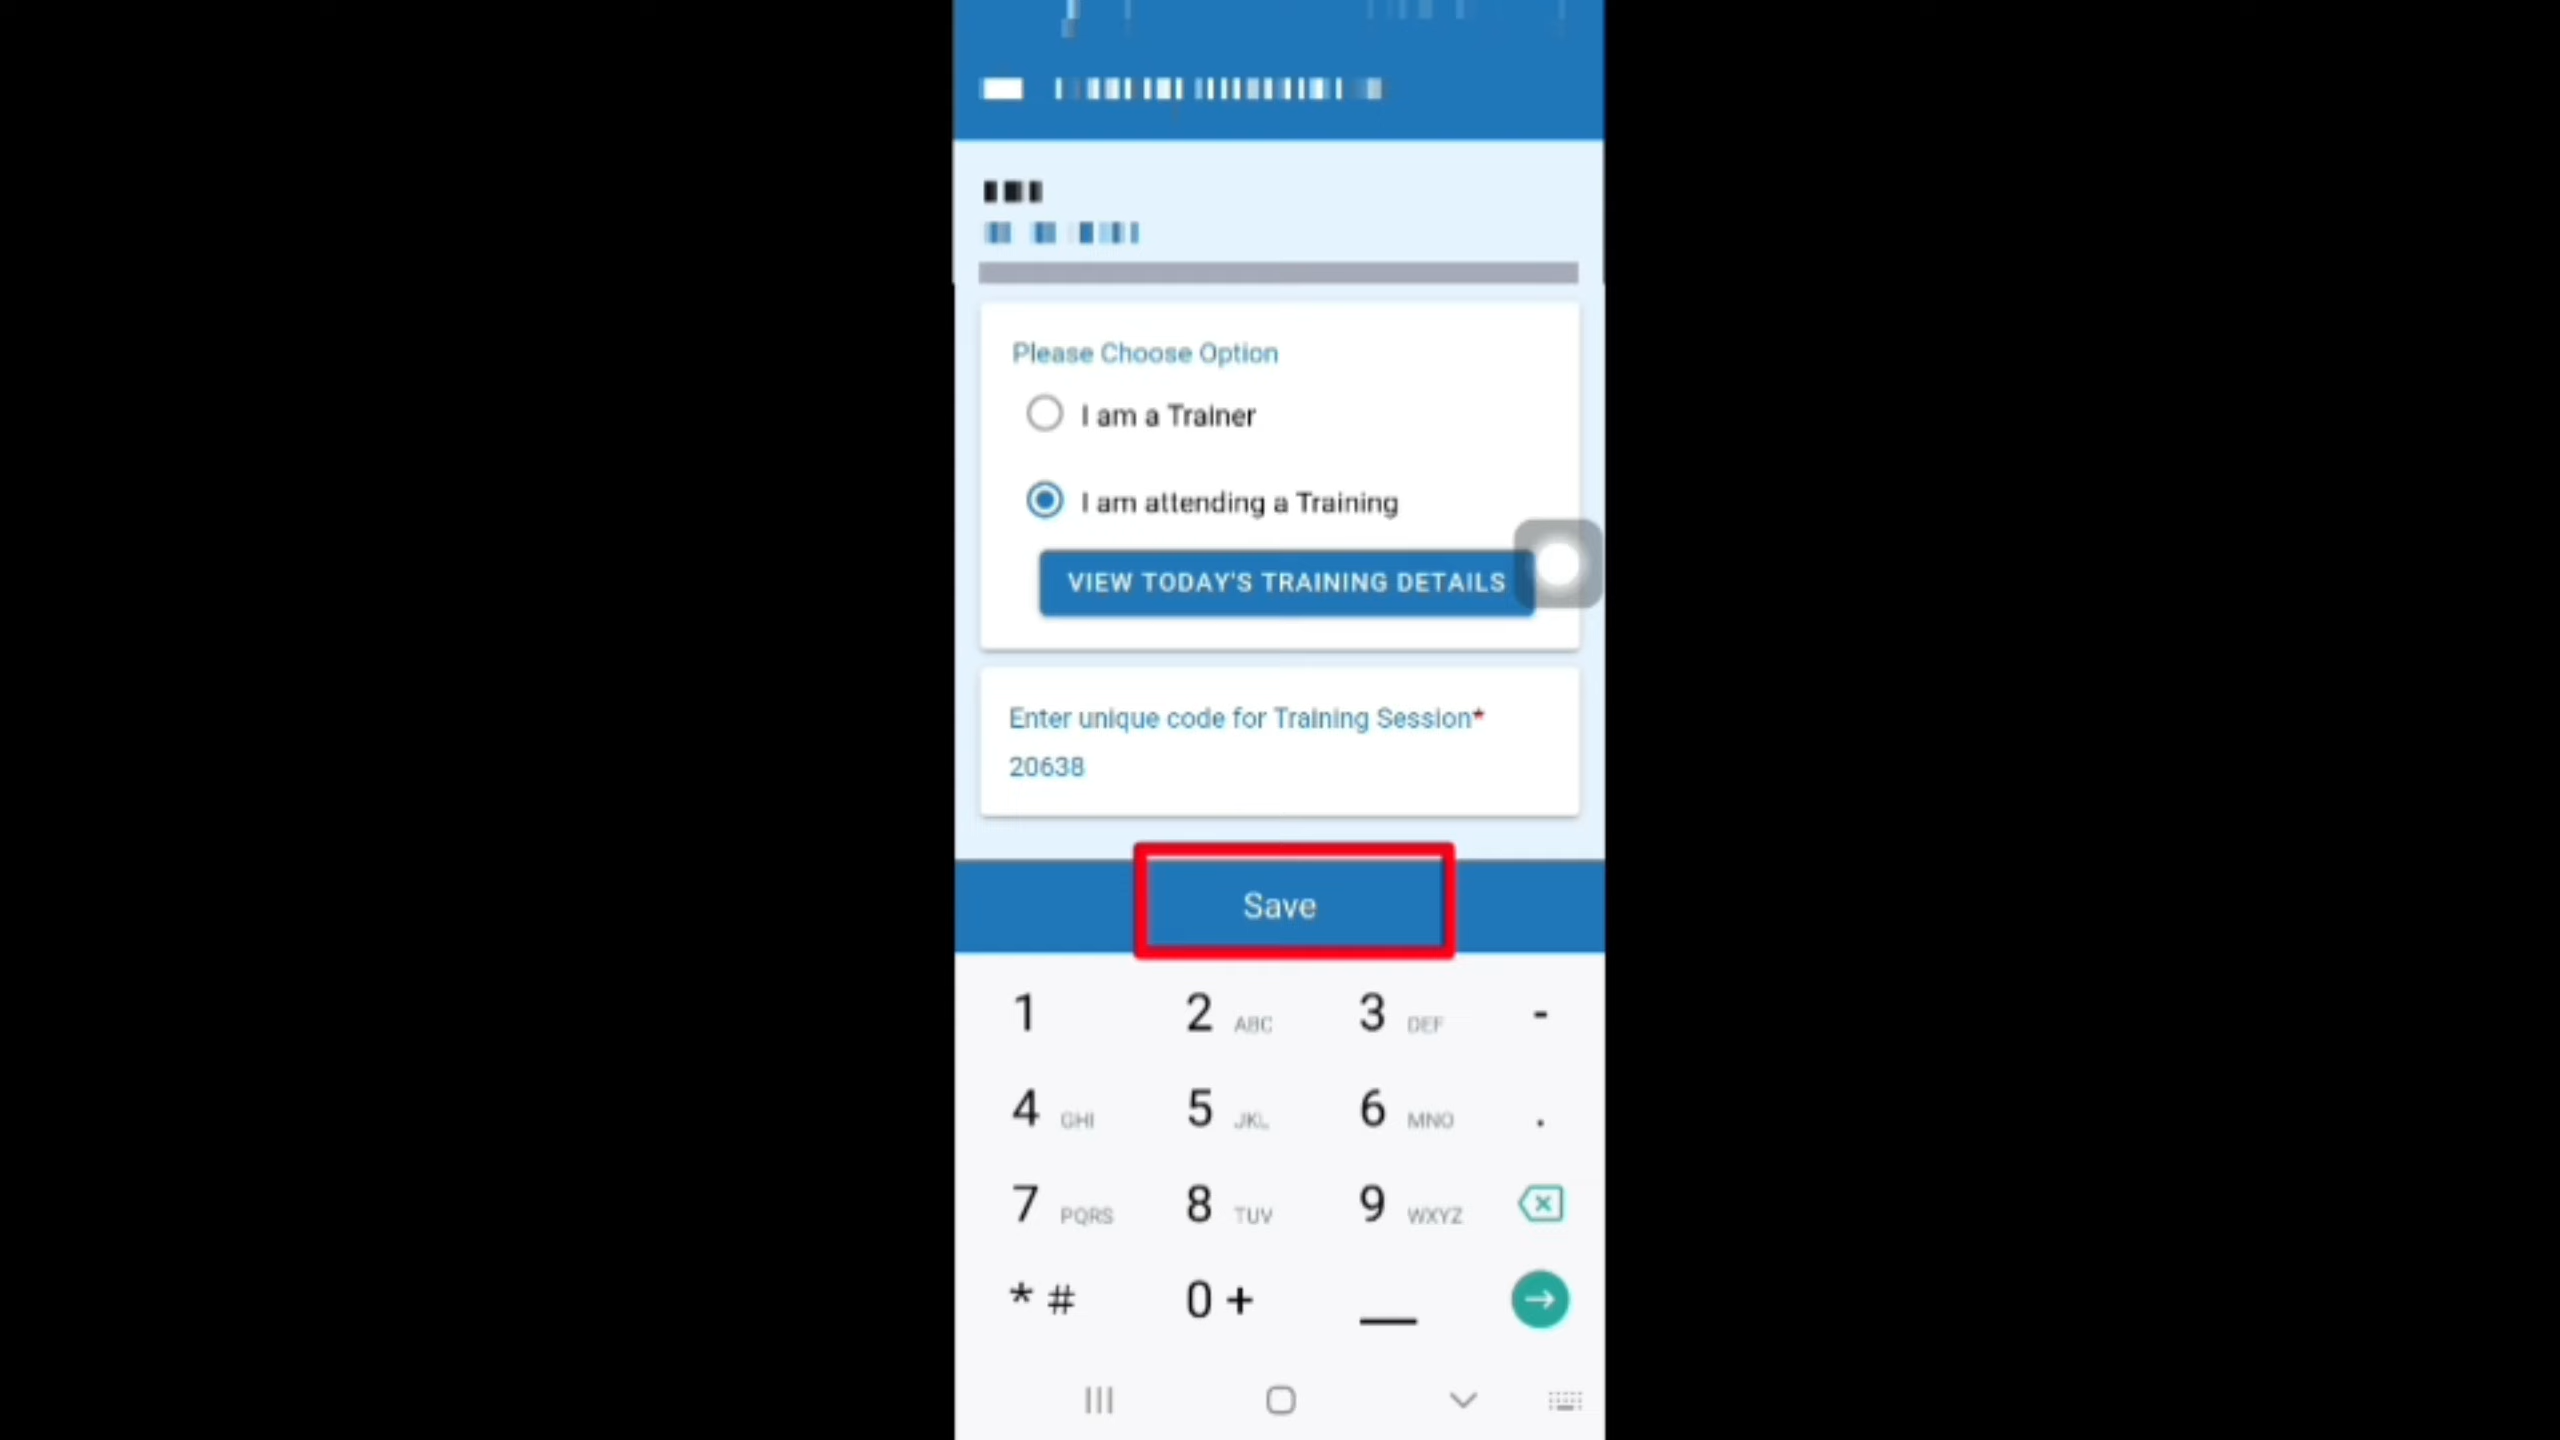 Please Choose Option
I am a Trainer
I am attending a Training
VIEW TODAY'S TRAINING DETAILS
Enter unique code for Training Session*
20638
Save
1 2 ABC 3 DEF -
4 GHI 5 JKL 6 MNO .
7 PQRS 8 TUV 9 WXYZ
* # 0 +